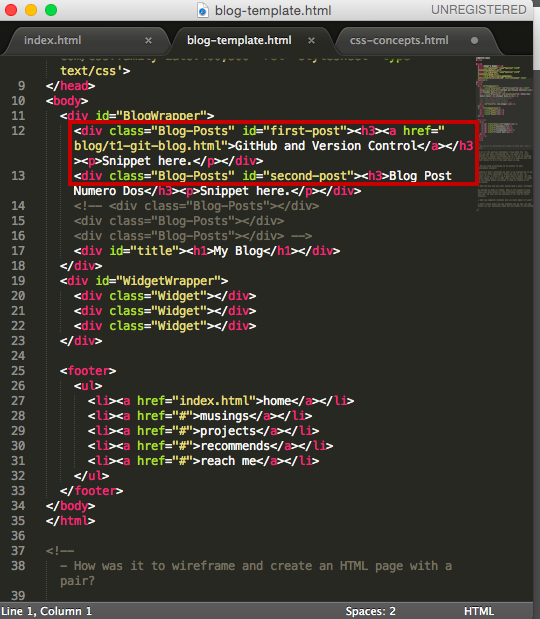 blog-template.html
UNREGISTERED
index.html × blog-template.html × css-concepts.html
text/css'>
9 </head>
10 <body>
11 <div id="BlogWrapper">
12 <div class="Blog-Posts" id="first-post"><h3><a href="
blog/t1-git-blog.html">GitHub and Version Control</a></h3
><p>Snippet here.</p></div>
13 <div class="Blog-Posts" id="second-post"><h3>Blog Post
Numero Dos</h3><p>Snippet here.</p></div>
14 <!-- <div class="Blog-Posts"></div>
15 <div class="Blog-Posts"></div>
16 <div class="Blog-Posts"></div> -->
17 <div id="title"><h1>My Blog</h1></div>
18 </div>
19 <div id="WidgetWrapper">
20 <div class="Widget"></div>
21 <div class="Widget"></div>
22 <div class="Widget"></div>
23 </div>
24
25 <footer>
26 <ul>
27 <li><a href="index.html">home</a></li>
28 <li><a href="#">musings</a></li>
29 <li><a href="#">projects</a></li>
30 <li><a href="#">recommends</a></li>
31 <li><a href="#">reach me</a></li>
32 </ul>
33 </footer>
34 </body>
35 </html>
36
37 <!--
38 - How was it to wireframe and create an HTML page with a
pair?
39
Line 1, Column 1 Spaces: 2 HTML